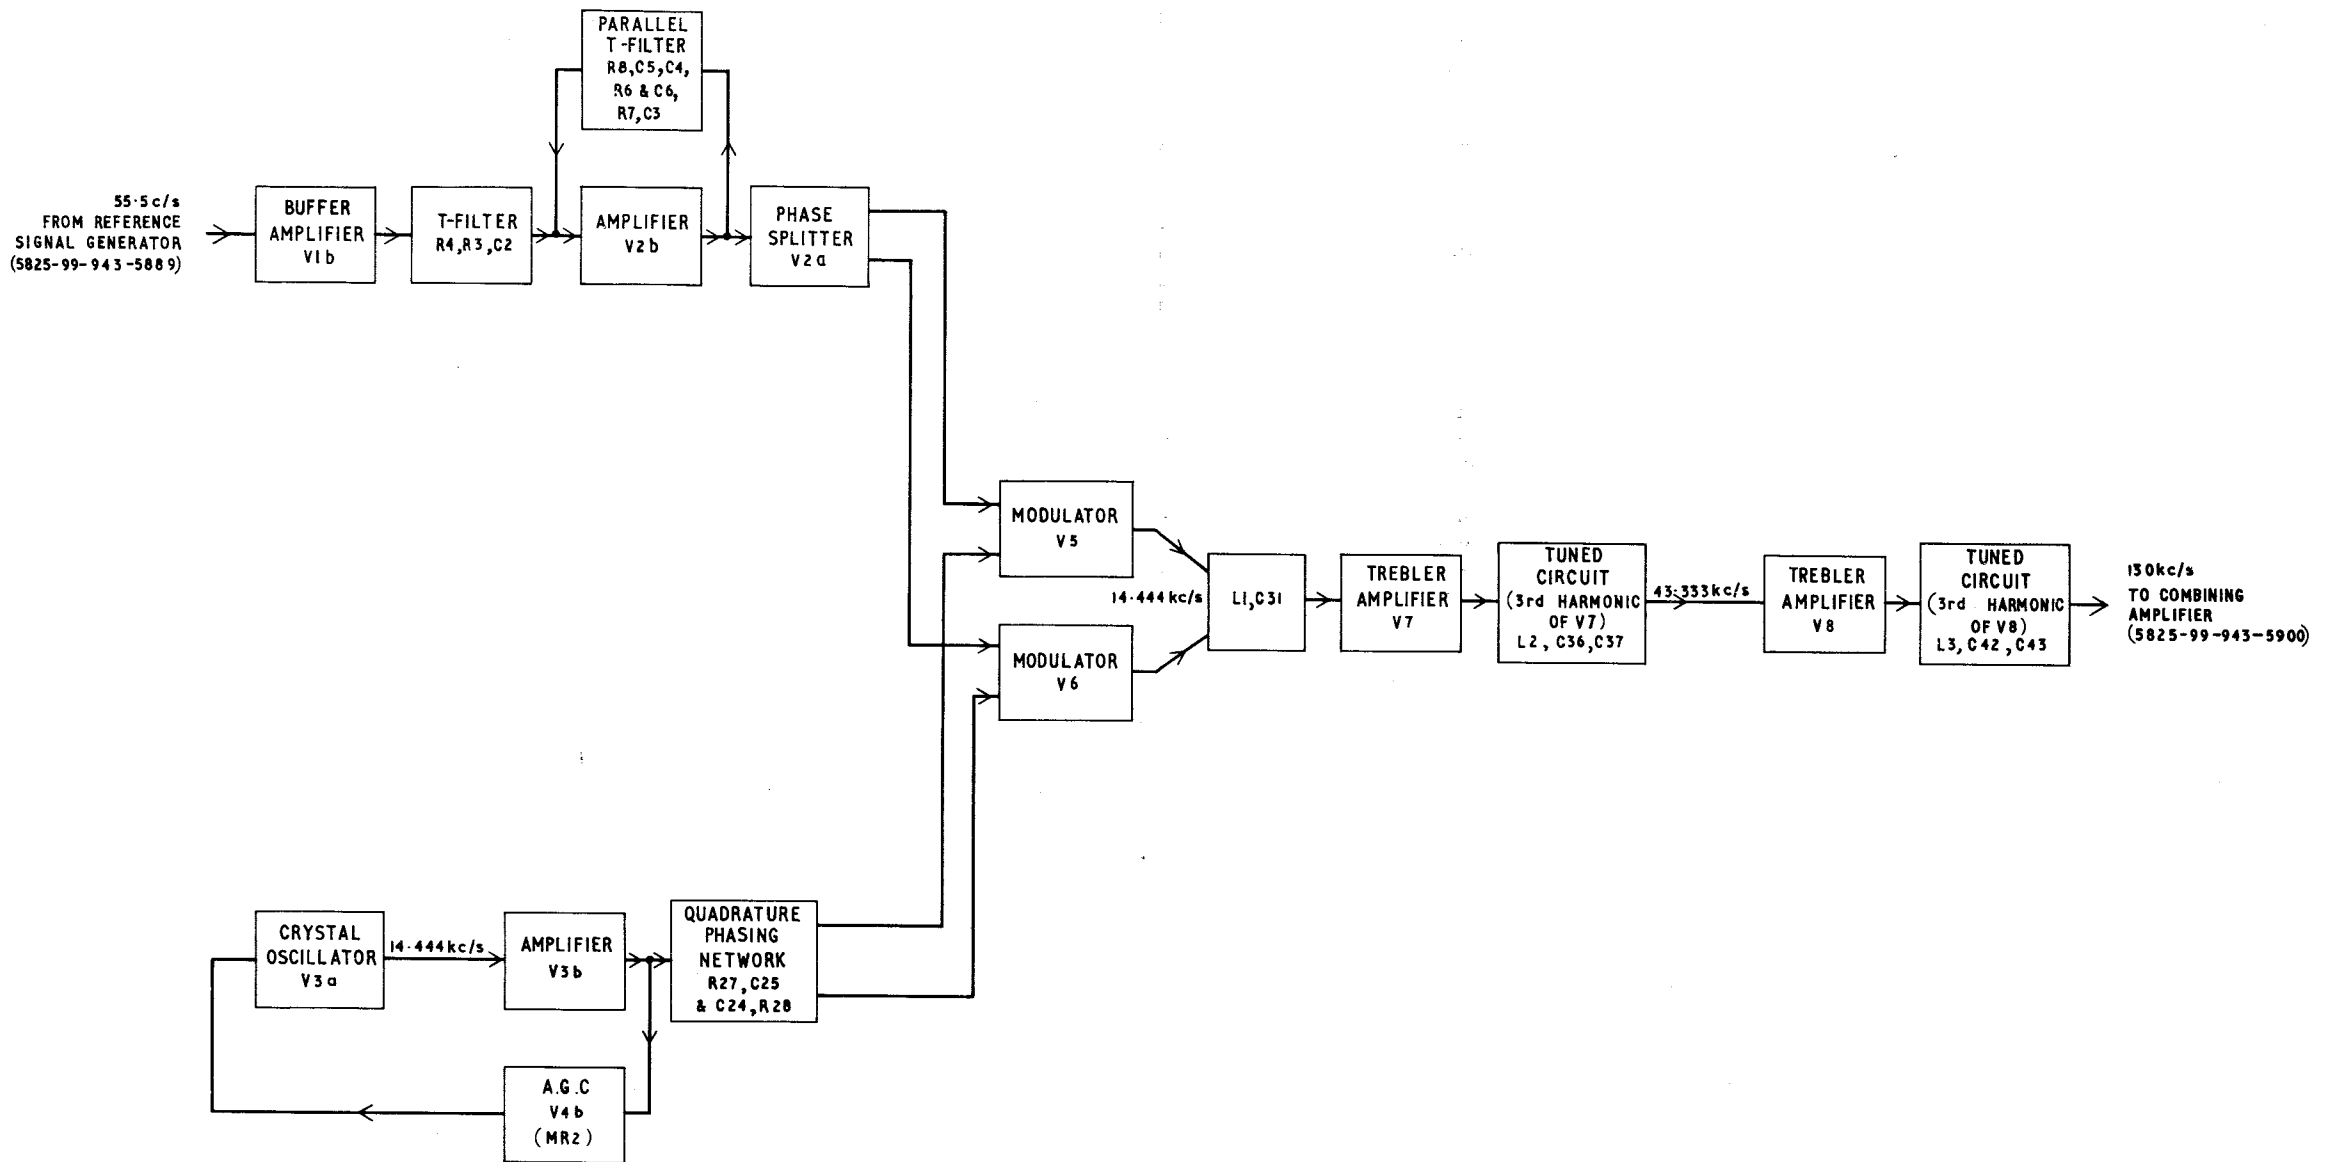 PARALLEL
T-FILTER
R8,C5,C4,
R6 & C6,
R7,C3
55·5c/s
FROM REFERENCE
SIGNAL GENERATOR
(5825-99-943-5889)
BUFFER
AMPLIFIER
V1b
T-FILTER
R4,R3,C2
AMPLIFIER
V2b
PHASE
SPLITTER
V2a
MODULATOR
V5
14·444kc/s
MODULATOR
V6
L1,C31
TREBLER
AMPLIFIER
V7
TUNED
CIRCUIT
(3rd HARMONIC
OF V7)
L2, C36,C37
43·333kc/s
TREBLER
AMPLIFIER
V8
TUNED
CIRCUIT
(3rd HARMONIC
OF V8)
L3,C42,C43
130kc/s
TO COMBINING
AMPLIFIER
(5825-99-943-5900)
CRYSTAL
OSCILLATOR
V3a
14·444kc/s
AMPLIFIER
V3b
QUADRATURE
PHASING
NETWORK
R27,C25
& C24,R28
A.G.C
V4b
(MR2)